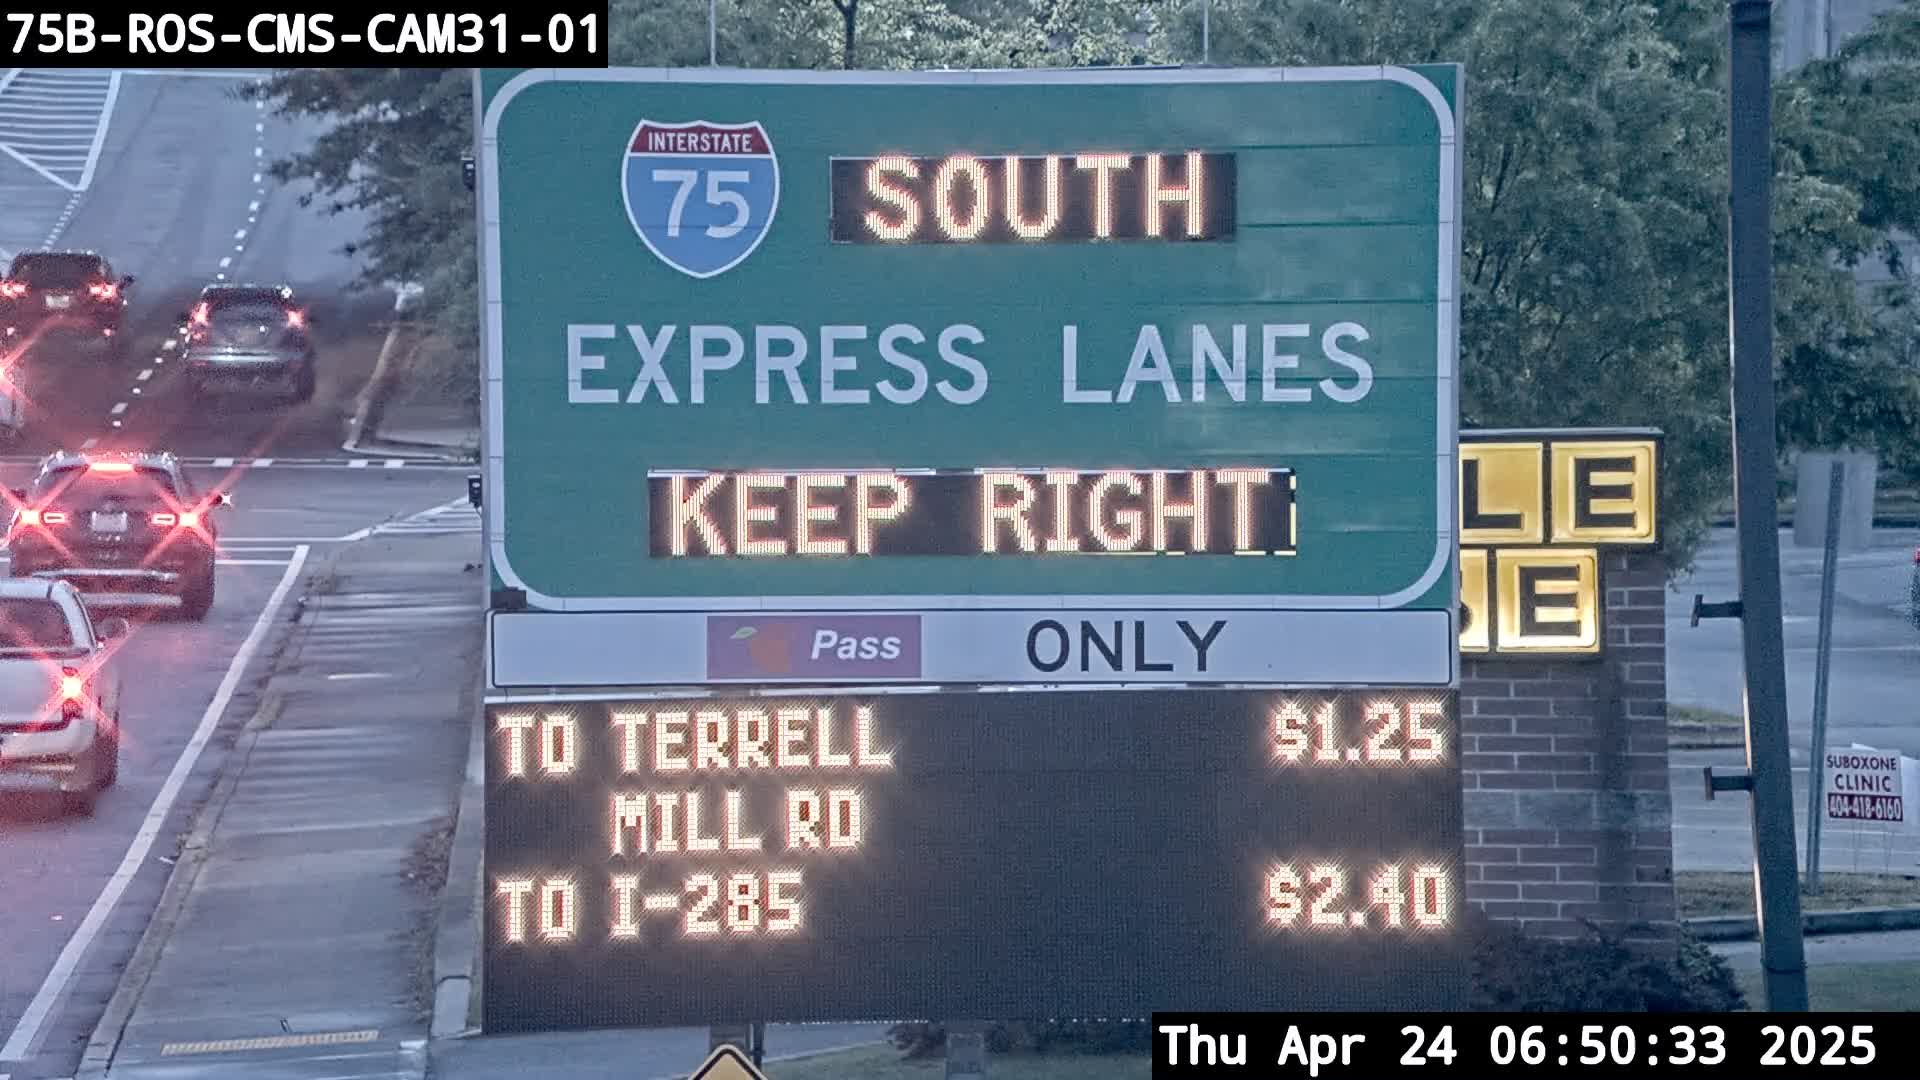 75B-ROS-CMS-CAM31-01
INTERSTATE
75
SOUTH
EXPRESS LANES
KEEP RIGHT
Pass ONLY
TO TERRELL $1.25
MILL RD
TO I-285 $2.40
LE
E
SUBOXONE
CLINIC
404-418-6160
Thu Apr 24 06:50:33 2025